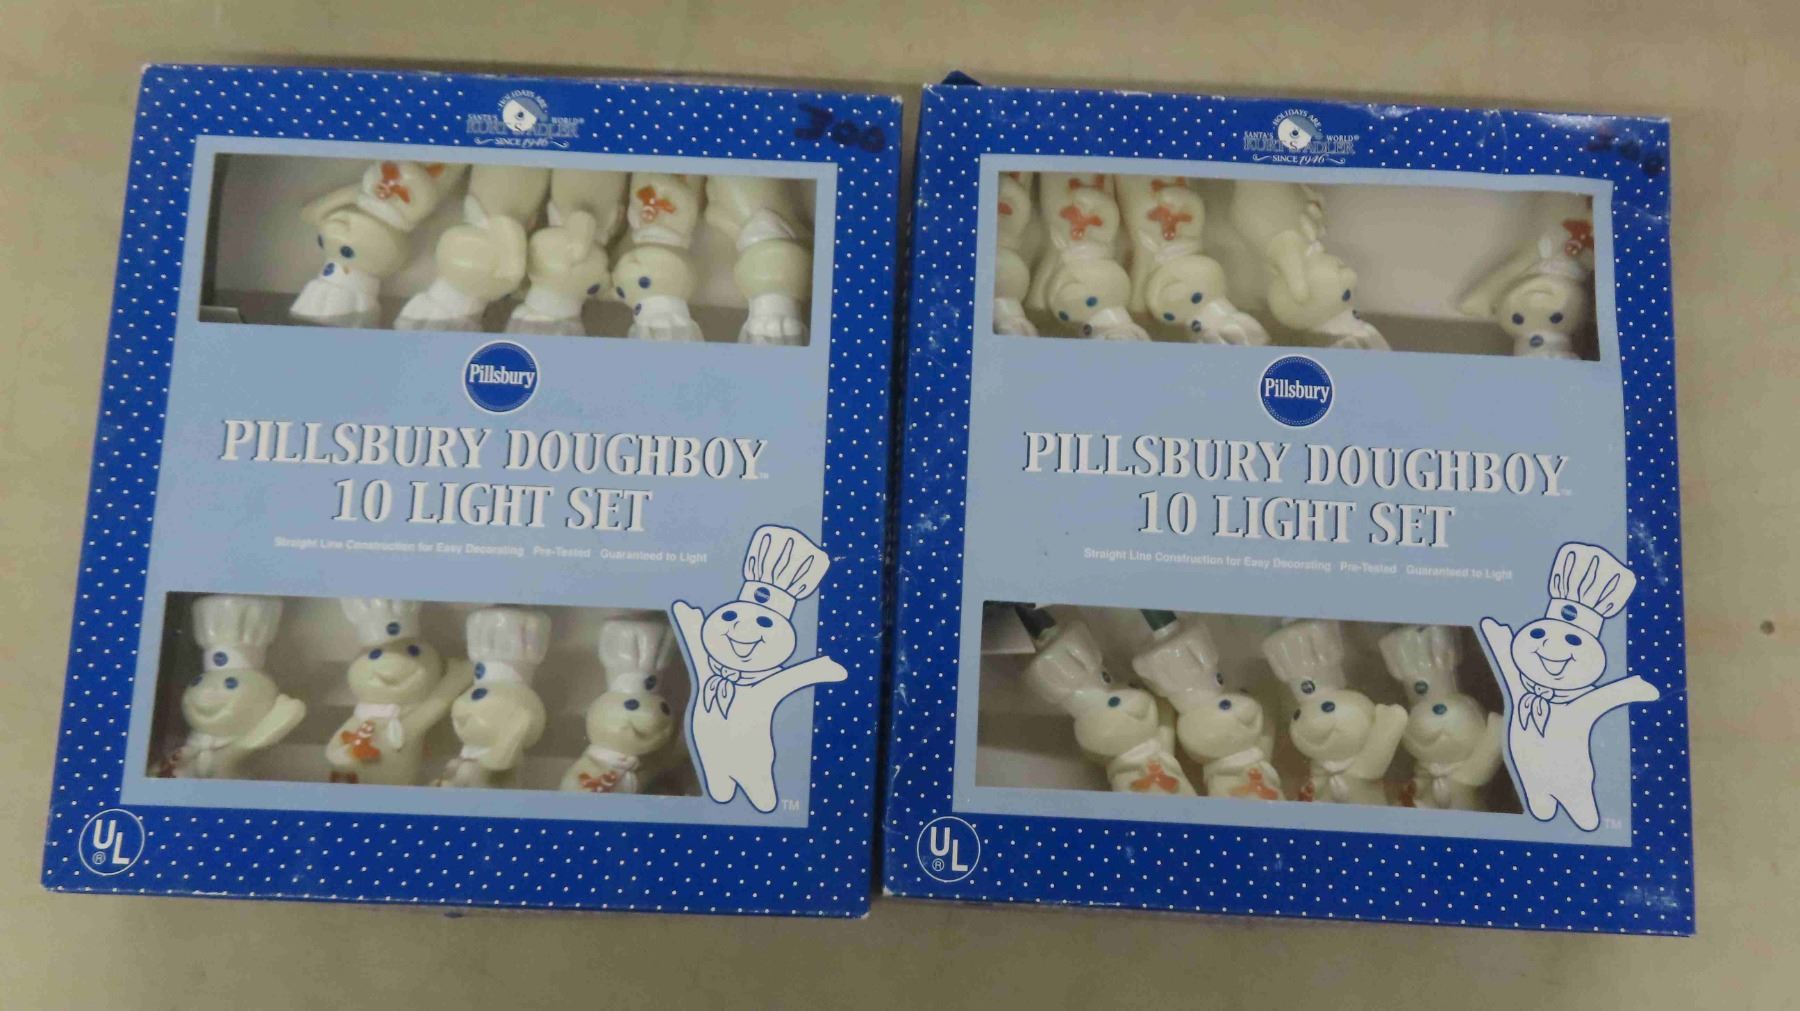 HOLIDAYS ARE
SANTA'S WORLD®
KURT S. ADLER
SINCE 1946
300
Pillsbury
PILLSBURY DOUGHBOY™
10 LIGHT SET
Straight Line Construction for Easy Decorating Pre-Tested Guaranteed to Light
TM
UL
®
HOLIDAYS ARE
SANTA'S WORLD®
KURT S. ADLER
SINCE 1946
Pillsbury
PILLSBURY DOUGHBOY™
10 LIGHT SET
Straight Line Construction for Easy Decorating Pre-Tested Guaranteed to Light
TM
UL
®